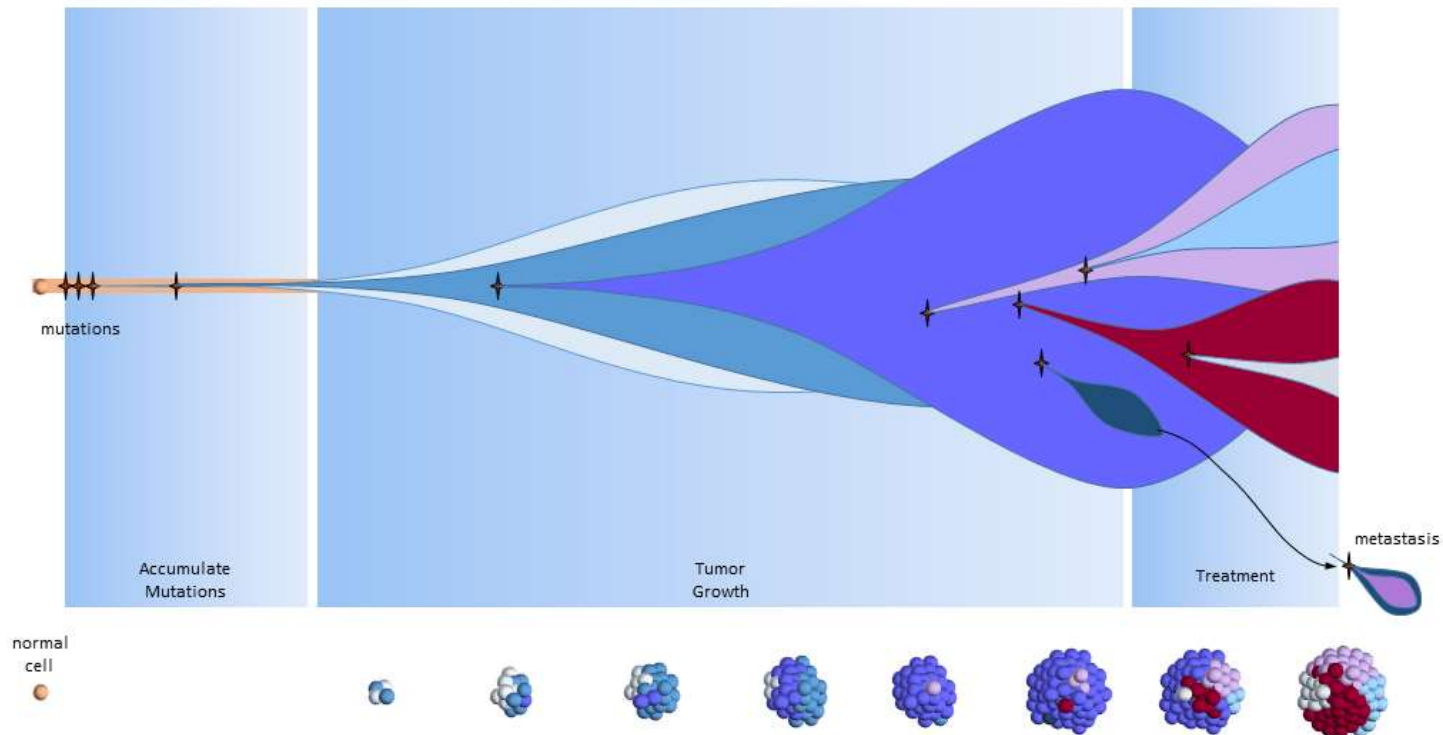 mutations
Accumulate
Mutations
Tumor
Growth
Treatment
metastasis
normal
cell